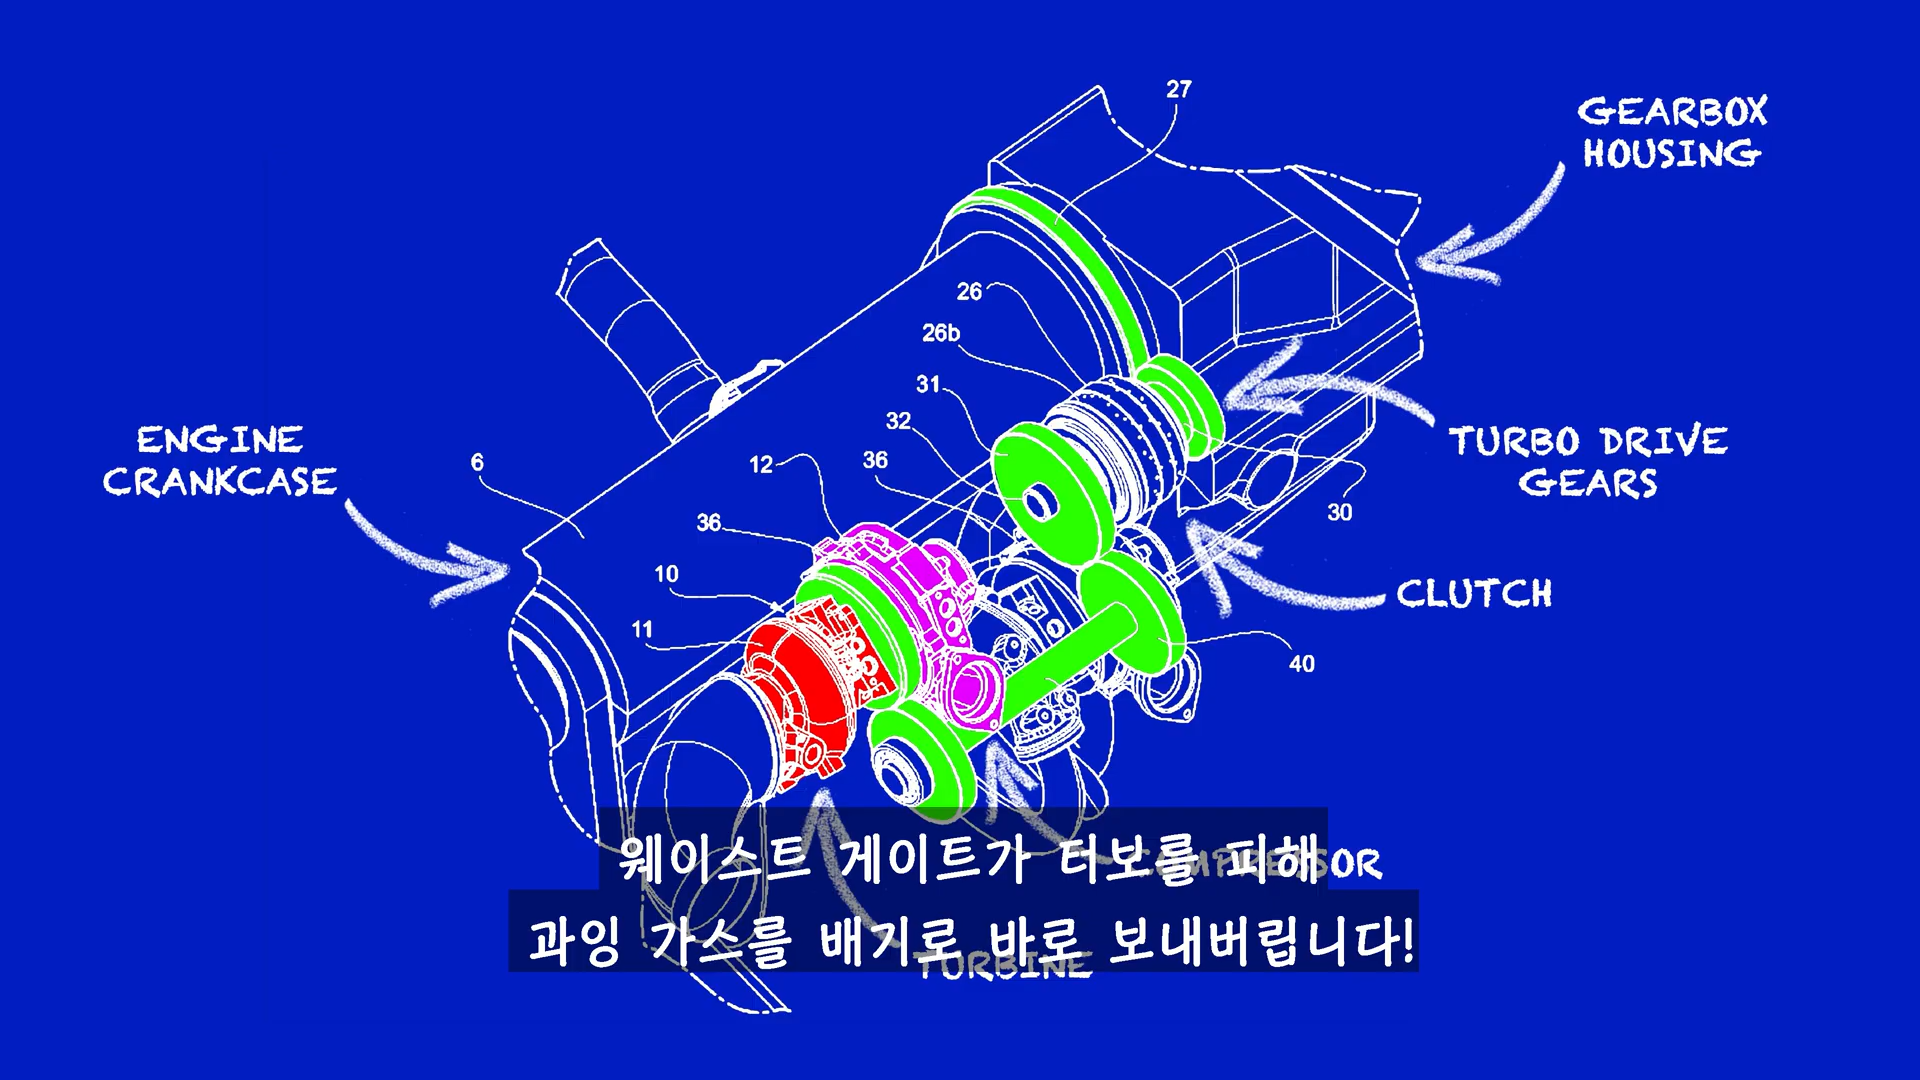 27
GEARBOX
HOUSING
26
26b
31
32
36
12
6
ENGINE
CRANKCASE
TURBO DRIVE
GEARS
30
36
10
11
CLUTCH
40
COMPRESSOR
TURBINE
웨이스트 게이트가 터보를 피해
과잉 가스를 배기로 바로 보내버립니다!